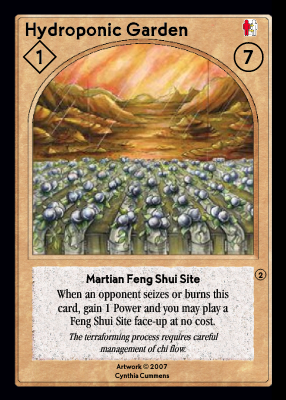 Hydroponic Garden
1
7
2
Martian Feng Shui Site
When an opponent seizes or burns this
card, gain 1 Power and you may play a
Feng Shui Site face-up at no cost.
The terraforming process requires careful
management of chi flow.
Artwork © 2007
Cynthia Cummens